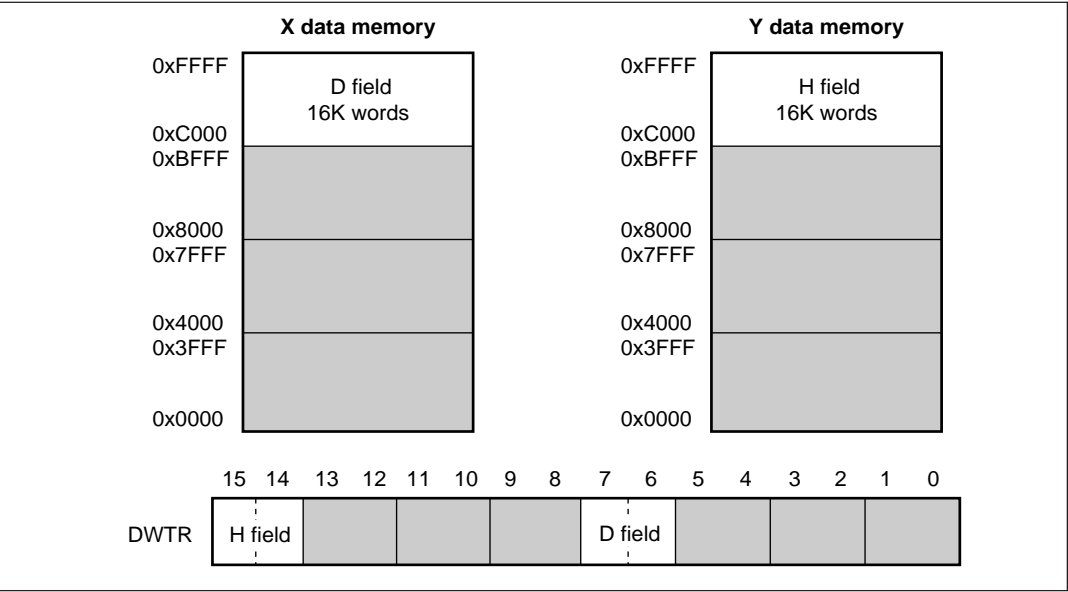 X data memory
0xFFFF
D field
16K words
0xC000
0xBFFF
0x8000
0x7FFF
0x4000
0x3FFF
0x0000
Y data memory
0xFFFF
H field
16K words
0xC000
0xBFFF
0x8000
0x7FFF
0x4000
0x3FFF
0x0000
15 14 13 12 11 10 9 8 7 6 5 4 3 2 1 0
DWTR H field D field